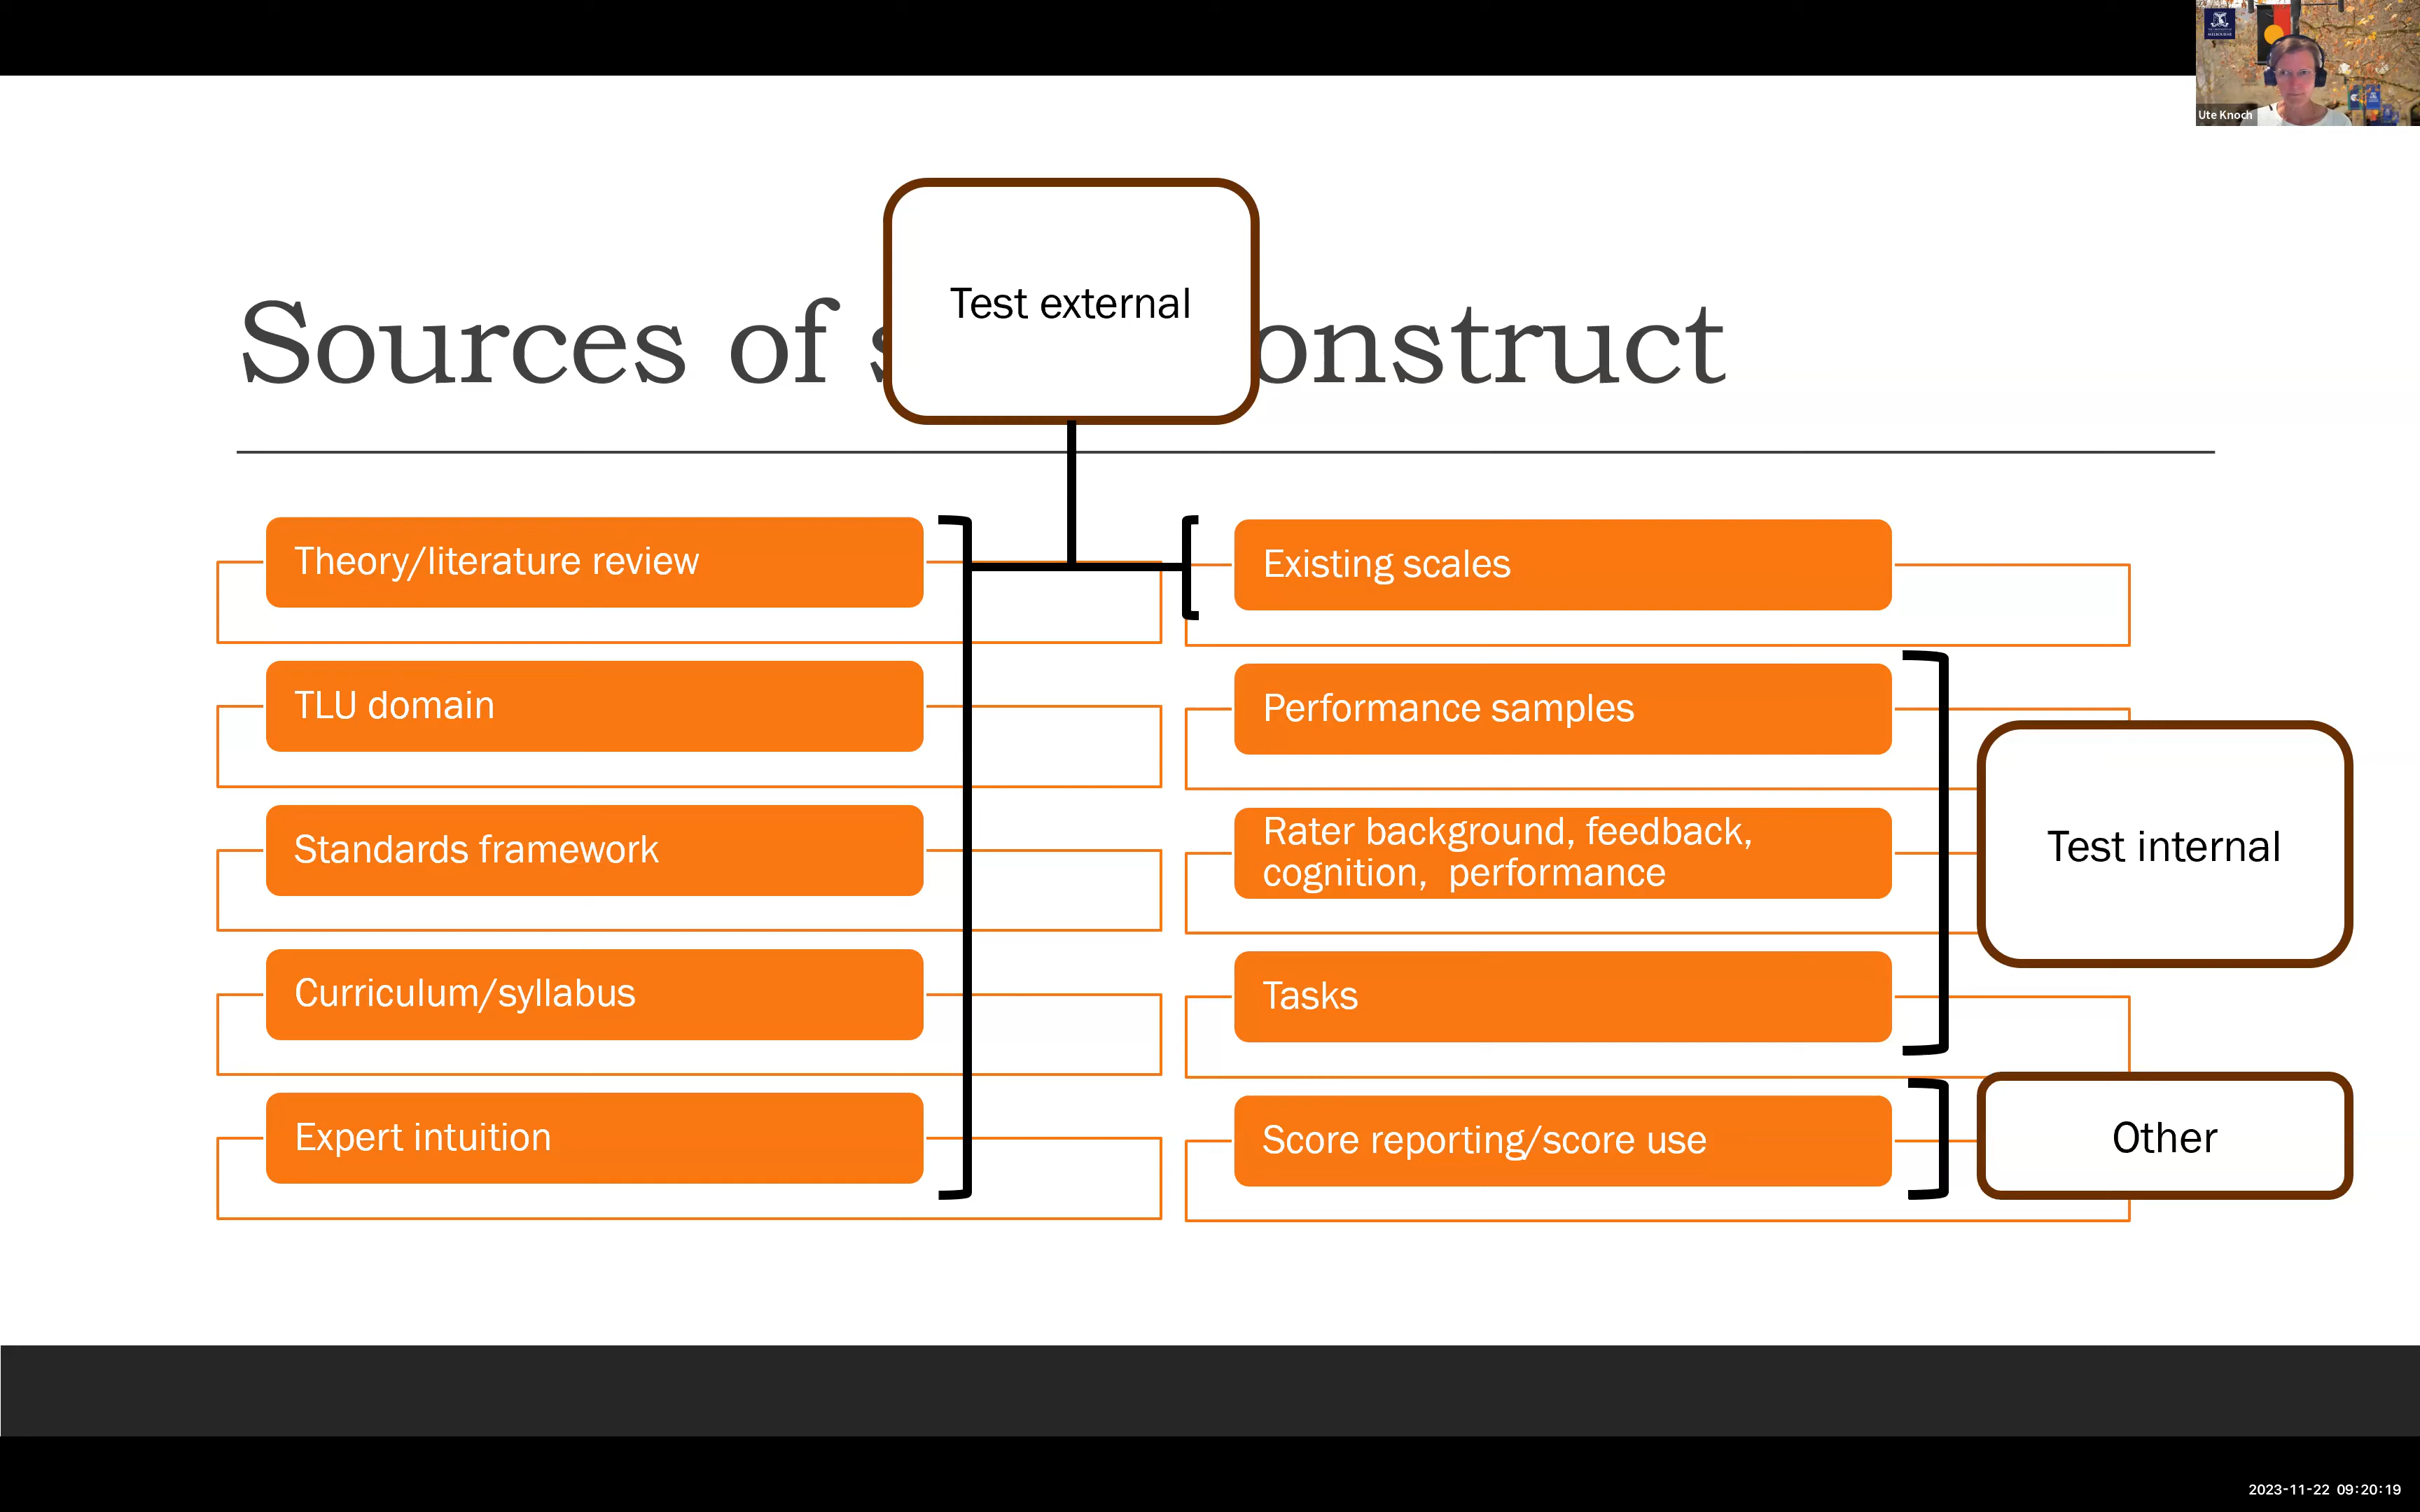 Ute Knoch
Test external
Sources of s onstruct
Theory/literature review
TLU domain
Standards framework
Curriculum/syllabus
Expert intuition
Existing scales
Performance samples
Rater background, feedback,
cognition, performance
Tasks
Score reporting/score use
Test internal
Other
2023-11-22 09:20:19